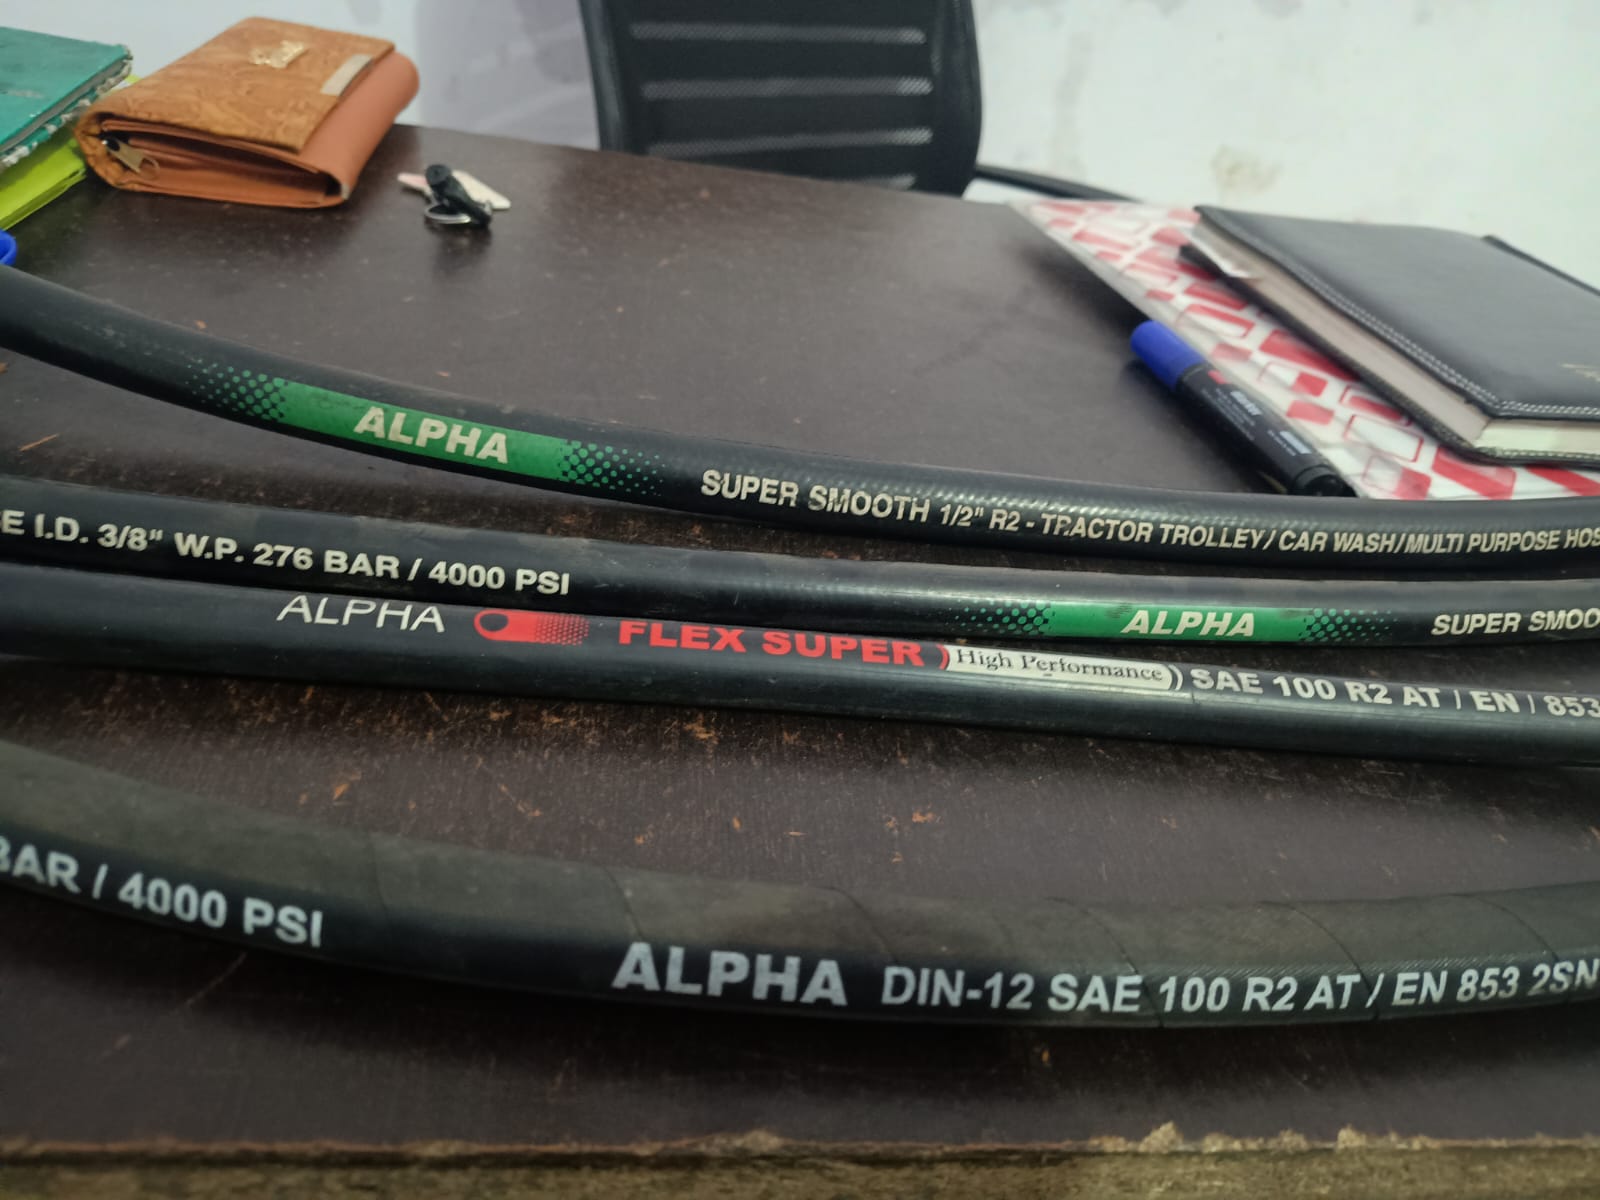 ALPHA SUPER SMOOTH 1/2" R2 - TRACTOR TROLLEY/CAR WASH/MULTI PURPOSE
I.D. 3/8" W.P. 276 BAR / 4000 PSI ALPHA SUPER
ALPHA FLEX SUPER High Performance SAE 100 R2 AT / EN / 853
BAR / 4000 PSI ALPHA DIN-12 SAE 100 R2 AT / EN 853 2SN